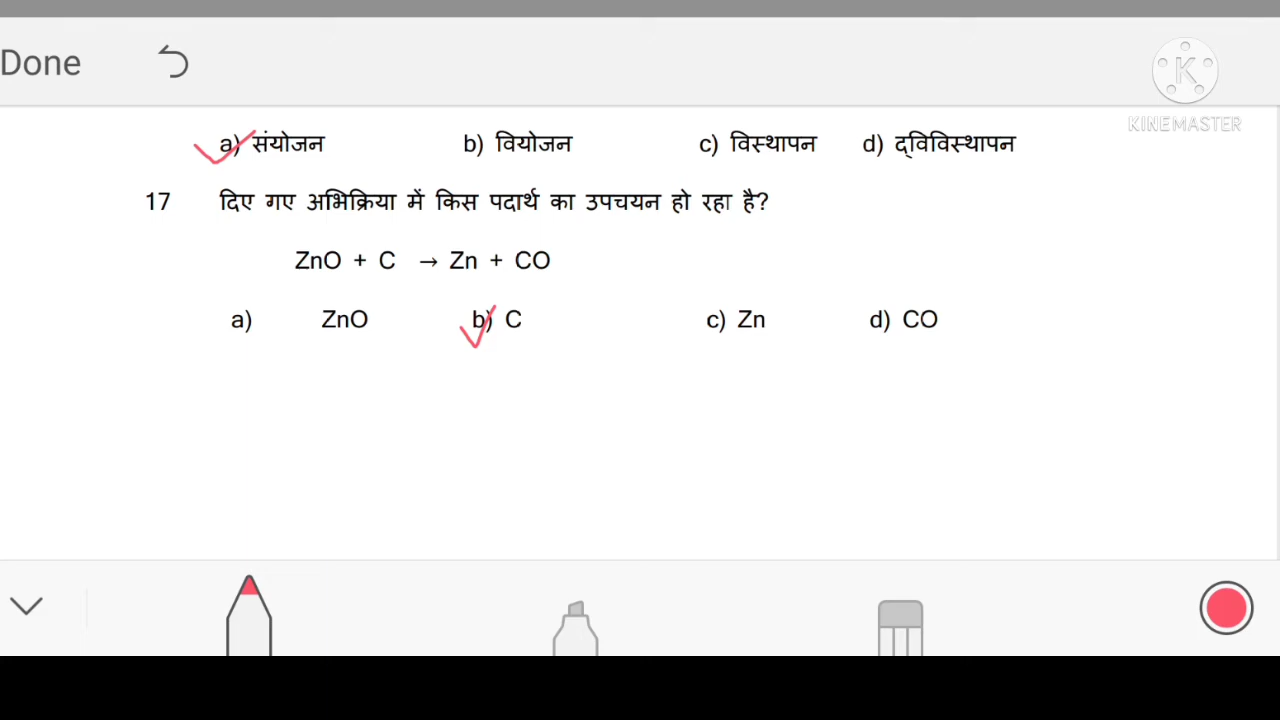 Done
K
KINEMASTER
a) संयोजन b) वियोजन c) विस्थापन d) द्विविस्थापन
17 दिए गए अभिक्रिया में किस पदार्थ का उपचयन हो रहा है?
ZnO + C → Zn + CO
a) ZnO b) C c) Zn d) CO